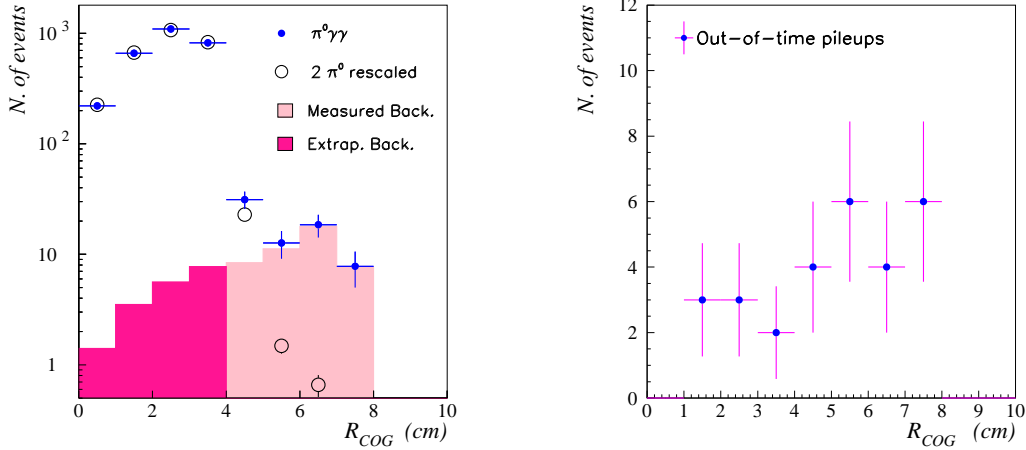 N. of events
10³
10²
10
1
π⁰γγ
2 π⁰ rescaled
Measured Back.
Extrap. Back.
0 2 4 6 8 10
R_COG (cm)
N. of events
12
10
8
6
4
2
0
Out-of-time pileups
0 1 2 3 4 5 6 7 8 9 10
R_COG (cm)